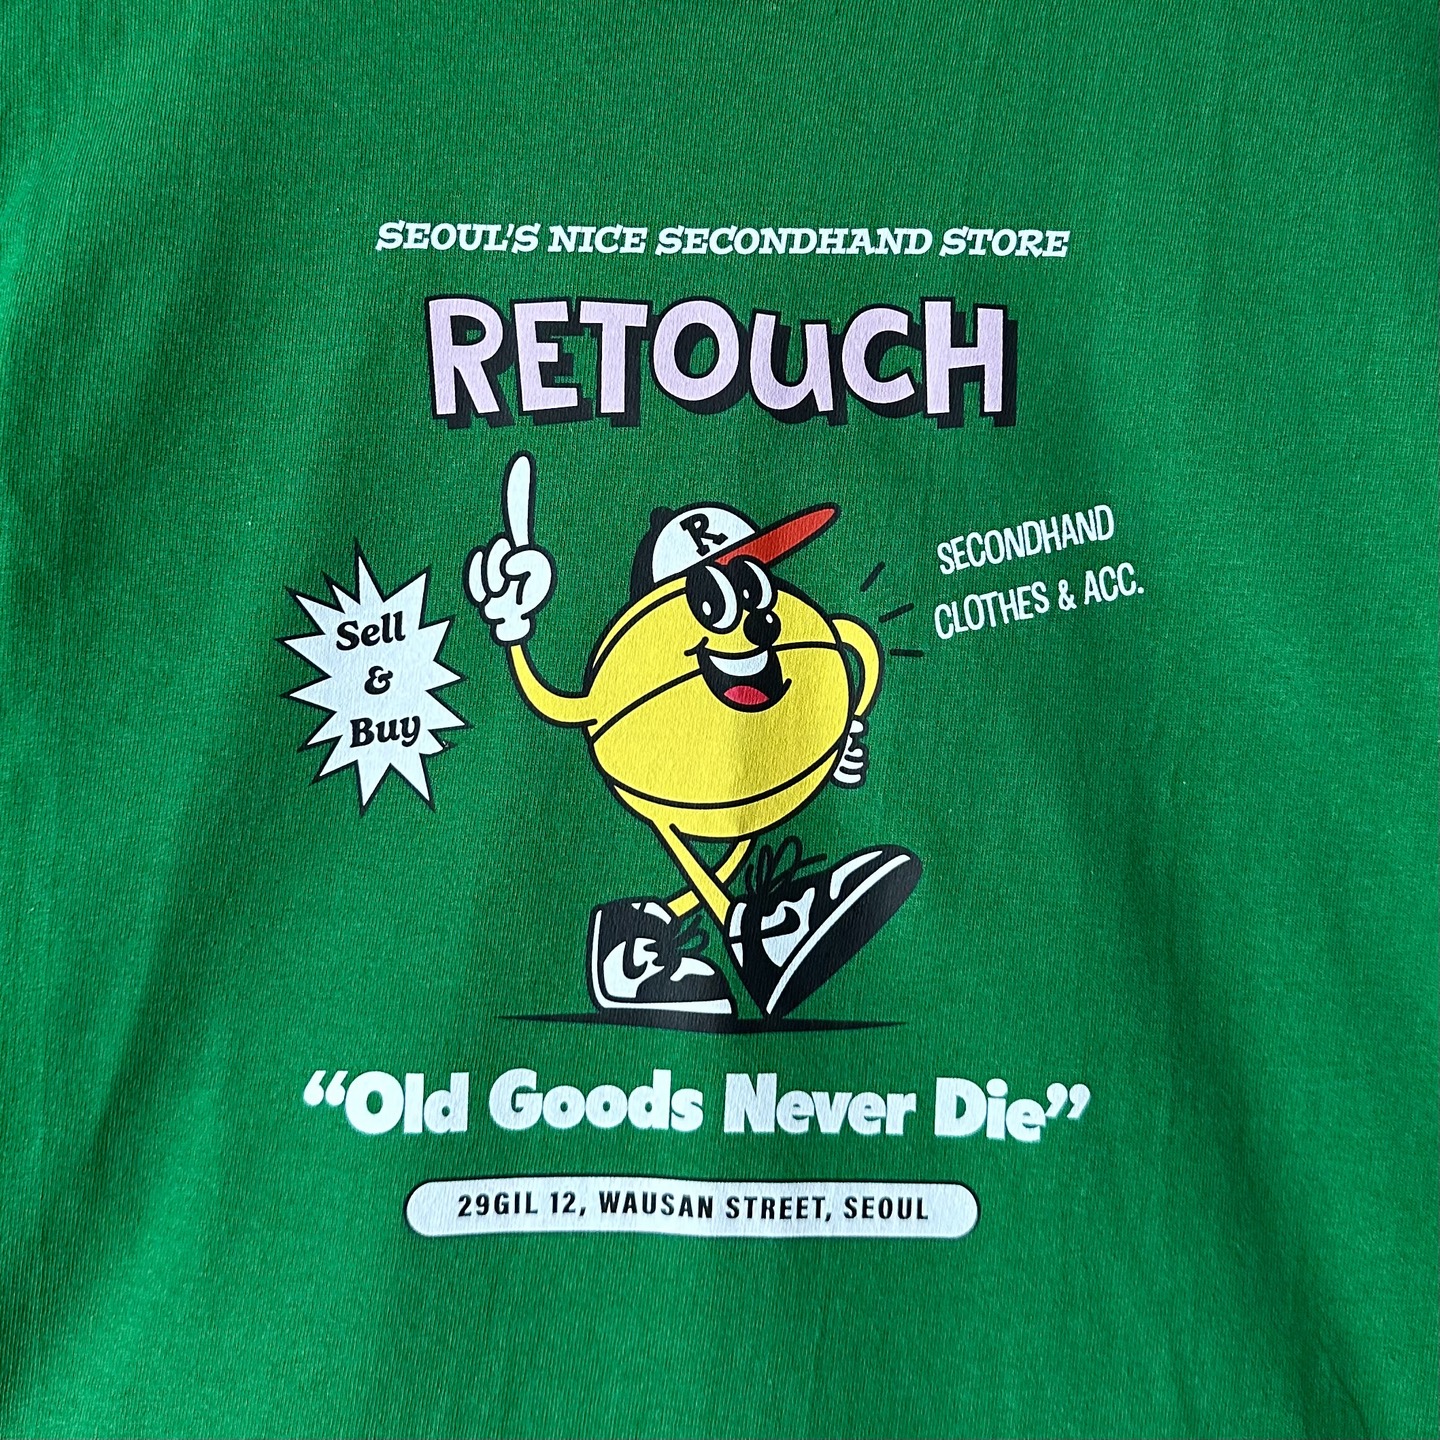 SEOUL'S NICE SECONDHAND STORE
RETOUCH
R
SECONDHAND
CLOTHES & ACC.
Sell
&
Buy
“Old Goods Never Die”
29GIL 12, WAUSAN STREET, SEOUL